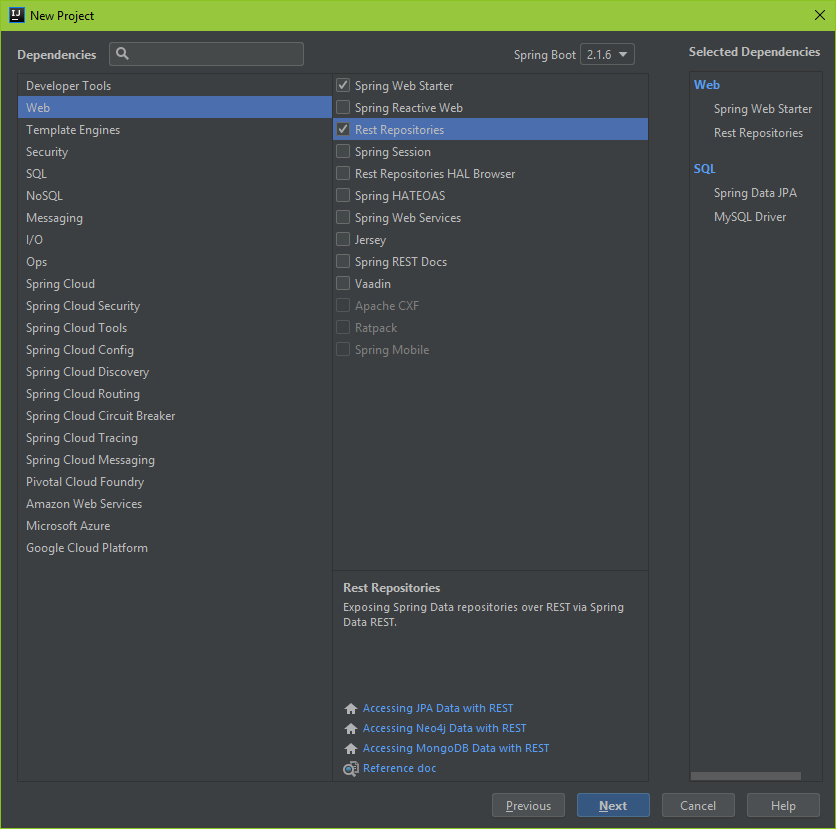 IJ New Project
Dependencies
Spring Boot 2.1.6
Selected Dependencies
Developer Tools
Web
Template Engines
Security
SQL
NoSQL
Messaging
I/O
Ops
Spring Cloud
Spring Cloud Security
Spring Cloud Tools
Spring Cloud Config
Spring Cloud Discovery
Spring Cloud Routing
Spring Cloud Circuit Breaker
Spring Cloud Tracing
Spring Cloud Messaging
Pivotal Cloud Foundry
Amazon Web Services
Microsoft Azure
Google Cloud Platform
Spring Web Starter
Spring Reactive Web
Rest Repositories
Spring Session
Rest Repositories HAL Browser
Spring HATEOAS
Spring Web Services
Jersey
Spring REST Docs
Vaadin
Apache CXF
Ratpack
Spring Mobile
Rest Repositories
Exposing Spring Data repositories over REST via Spring
Data REST.
Accessing JPA Data with REST
Accessing Neo4j Data with REST
Accessing MongoDB Data with REST
Reference doc
Web
Spring Web Starter
Rest Repositories
SQL
Spring Data JPA
MySQL Driver
Previous
Next
Cancel
Help